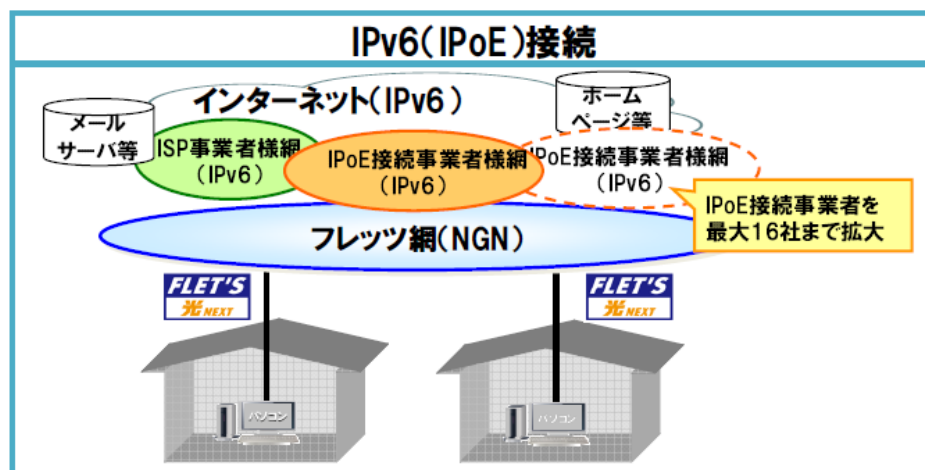 IPv6(IPoE)接続
インターネット(IPv6)
メール
サーバ等
ホーム
ページ等
ISP事業者様網
(IPv6)
IPoE接続事業者様網
(IPv6)
IPoE接続事業者様網
(IPv6)
IPoE接続事業者を
最大16社まで拡大
フレッツ網(NGN)
FLET'S
光NEXT
FLET'S
光NEXT
パソコン
パソコン